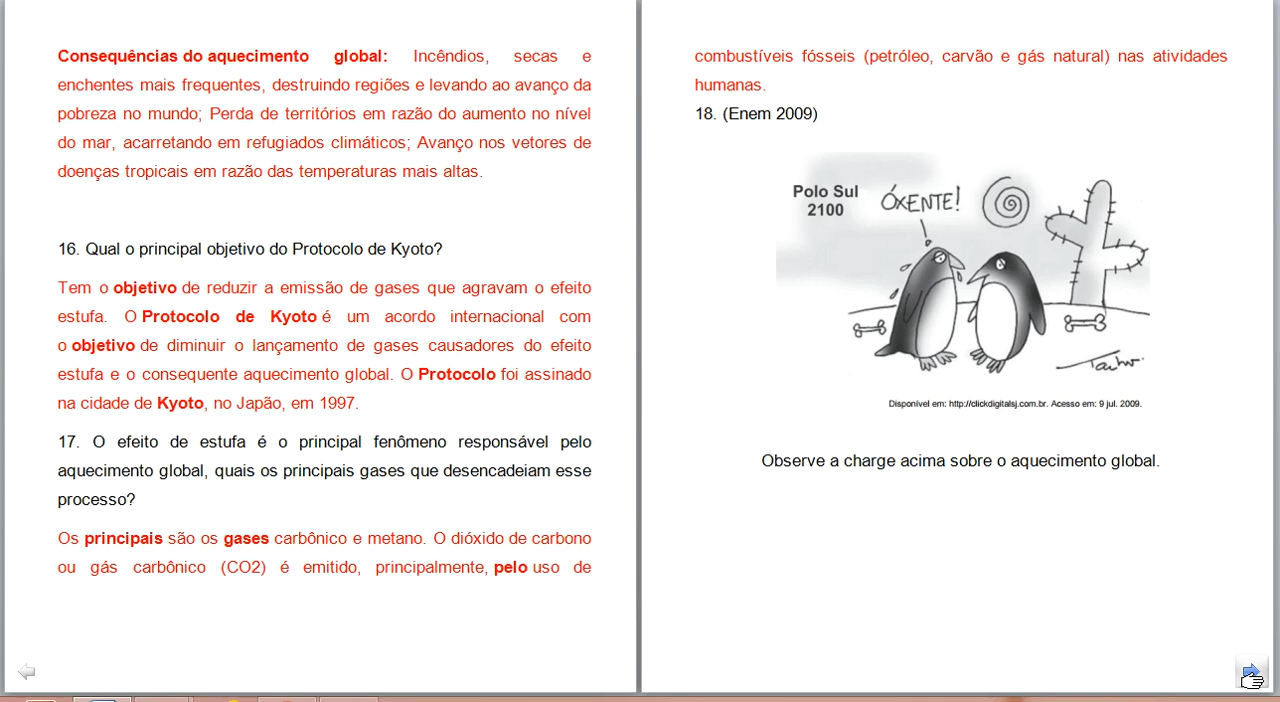 Consequências do aquecimento global: Incêndios, secas e
enchentes mais frequentes, destruindo regiões e levando ao avanço da
pobreza no mundo; Perda de territórios em razão do aumento no nível
do mar, acarretando em refugiados climáticos; Avanço nos vetores de
doenças tropicais em razão das temperaturas mais altas.
16. Qual o principal objetivo do Protocolo de Kyoto?
Tem o objetivo de reduzir a emissão de gases que agravam o efeito
estufa. O Protocolo de Kyoto é um acordo internacional com
o objetivo de diminuir o lançamento de gases causadores do efeito
estufa e o consequente aquecimento global. O Protocolo foi assinado
na cidade de Kyoto, no Japão, em 1997.
17. O efeito de estufa é o principal fenômeno responsável pelo
aquecimento global, quais os principais gases que desencadeiam esse
processo?
Os principais são os gases carbônico e metano. O dióxido de carbono
ou gás carbônico (CO2) é emitido, principalmente, pelo uso de
combustíveis fósseis (petróleo, carvão e gás natural) nas atividades
humanas.
18. (Enem 2009)
Polo Sul
2100
ÓXENTE!
Disponível em: http://clickdigitalsj.com.br. Acesso em: 9 jul. 2009.
Observe a charge acima sobre o aquecimento global.